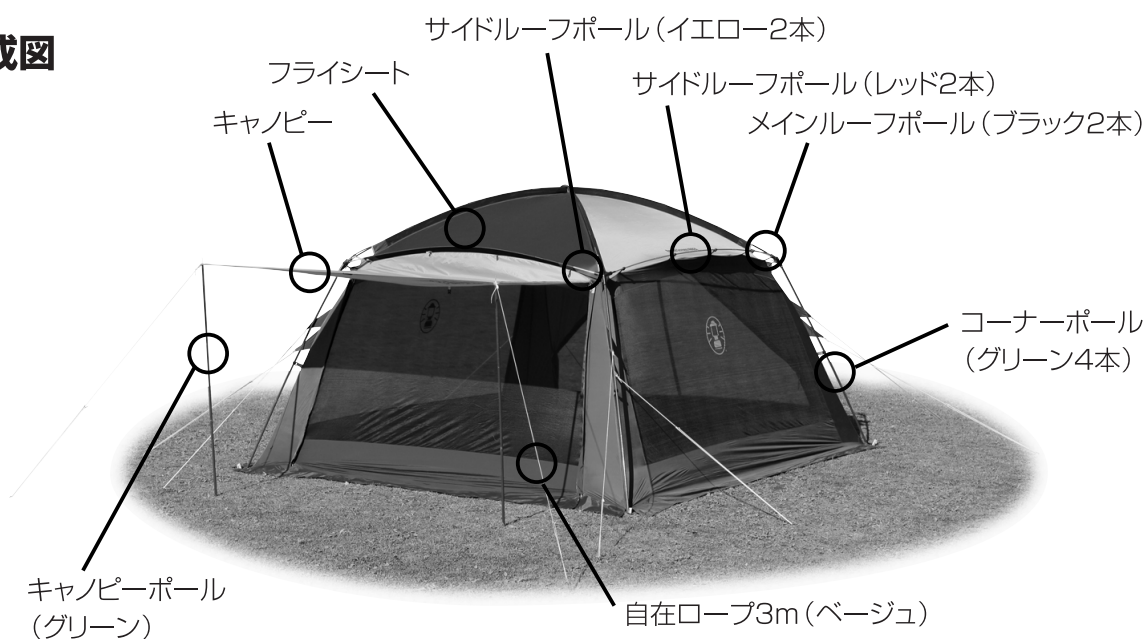 成図
サイドルーフポール（イエロー2本）
フライシート
サイドルーフポール（レッド2本）
キャノピー
メインルーフポール（ブラック2本）
コーナーポール
（グリーン4本）
キャノピーポール
（グリーン）
自在ロープ3m（ベージュ）